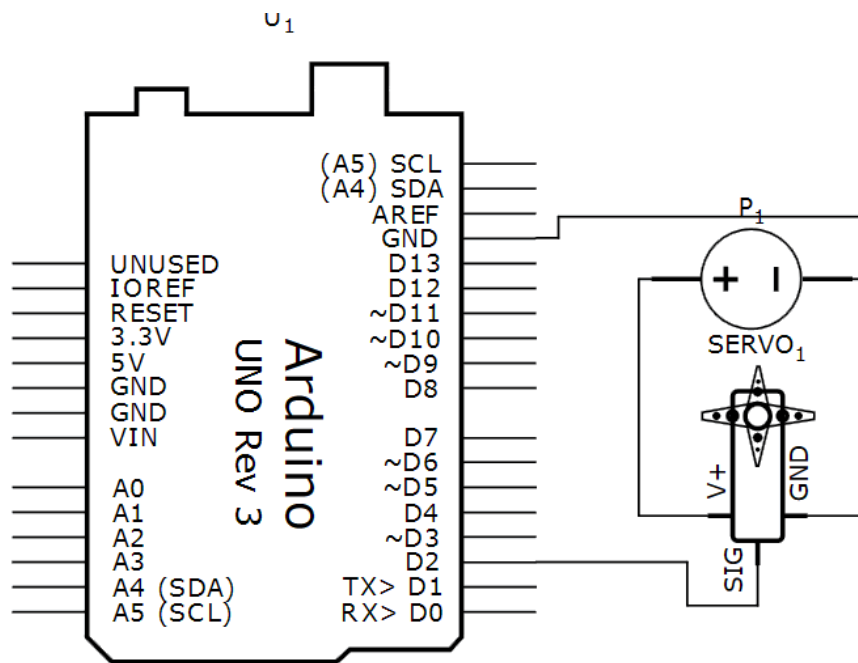 U1
(A5) SCL
(A4) SDA
AREF
GND
D13
D12
~D11
~D10
~D9
D8
D7
~D6
~D5
D4
~D3
D2
TX> D1
RX> D0
UNUSED
IOREF
RESET
3.3V
5V
GND
GND
VIN
A0
A1
A2
A3
A4 (SDA)
A5 (SCL)
Arduino
UNO Rev 3
P1
+ −
SERVO1
V+
GND
SIG